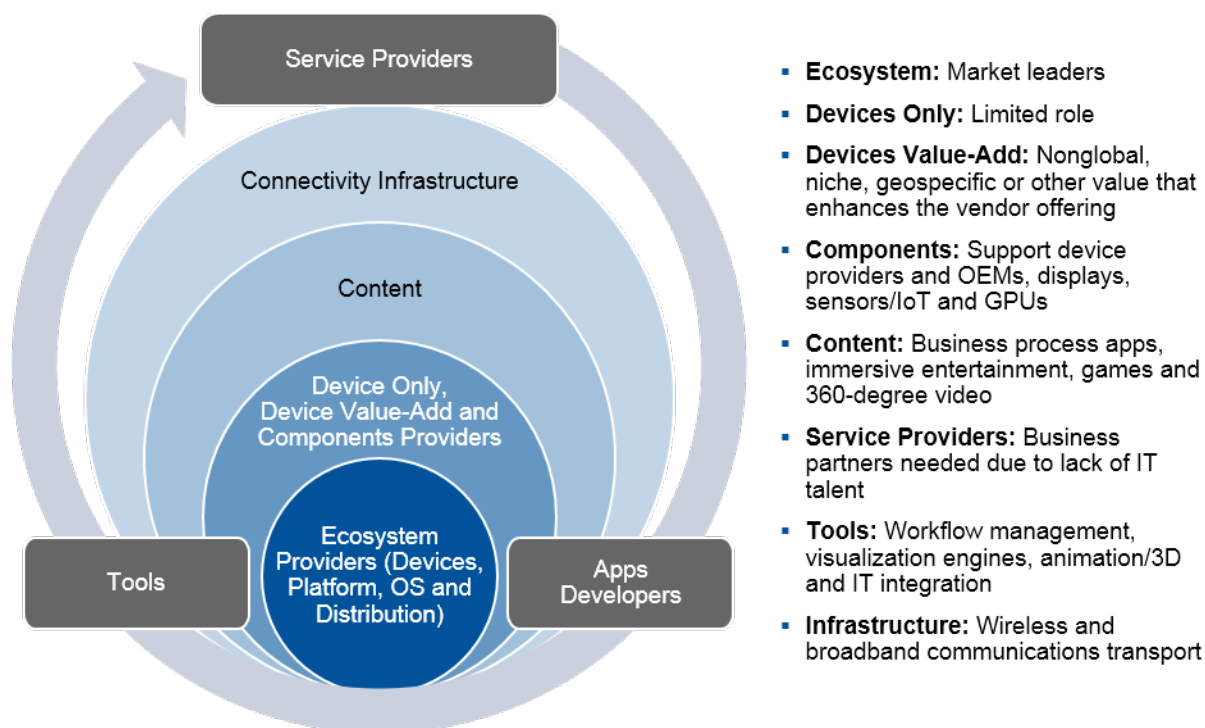 Service Providers
Connectivity Infrastructure
Content
Device Only,
Device Value-Add and
Components Providers
Ecosystem
Providers (Devices,
Platform, OS and
Distribution)
Tools
Apps
Developers
▪ Ecosystem: Market leaders
▪ Devices Only: Limited role
▪ Devices Value-Add: Nonglobal,
niche, geospecific or other value that
enhances the vendor offering
▪ Components: Support device
providers and OEMs, displays,
sensors/IoT and GPUs
▪ Content: Business process apps,
immersive entertainment, games and
360-degree video
▪ Service Providers: Business
partners needed due to lack of IT
talent
▪ Tools: Workflow management,
visualization engines, animation/3D
and IT integration
▪ Infrastructure: Wireless and
broadband communications transport